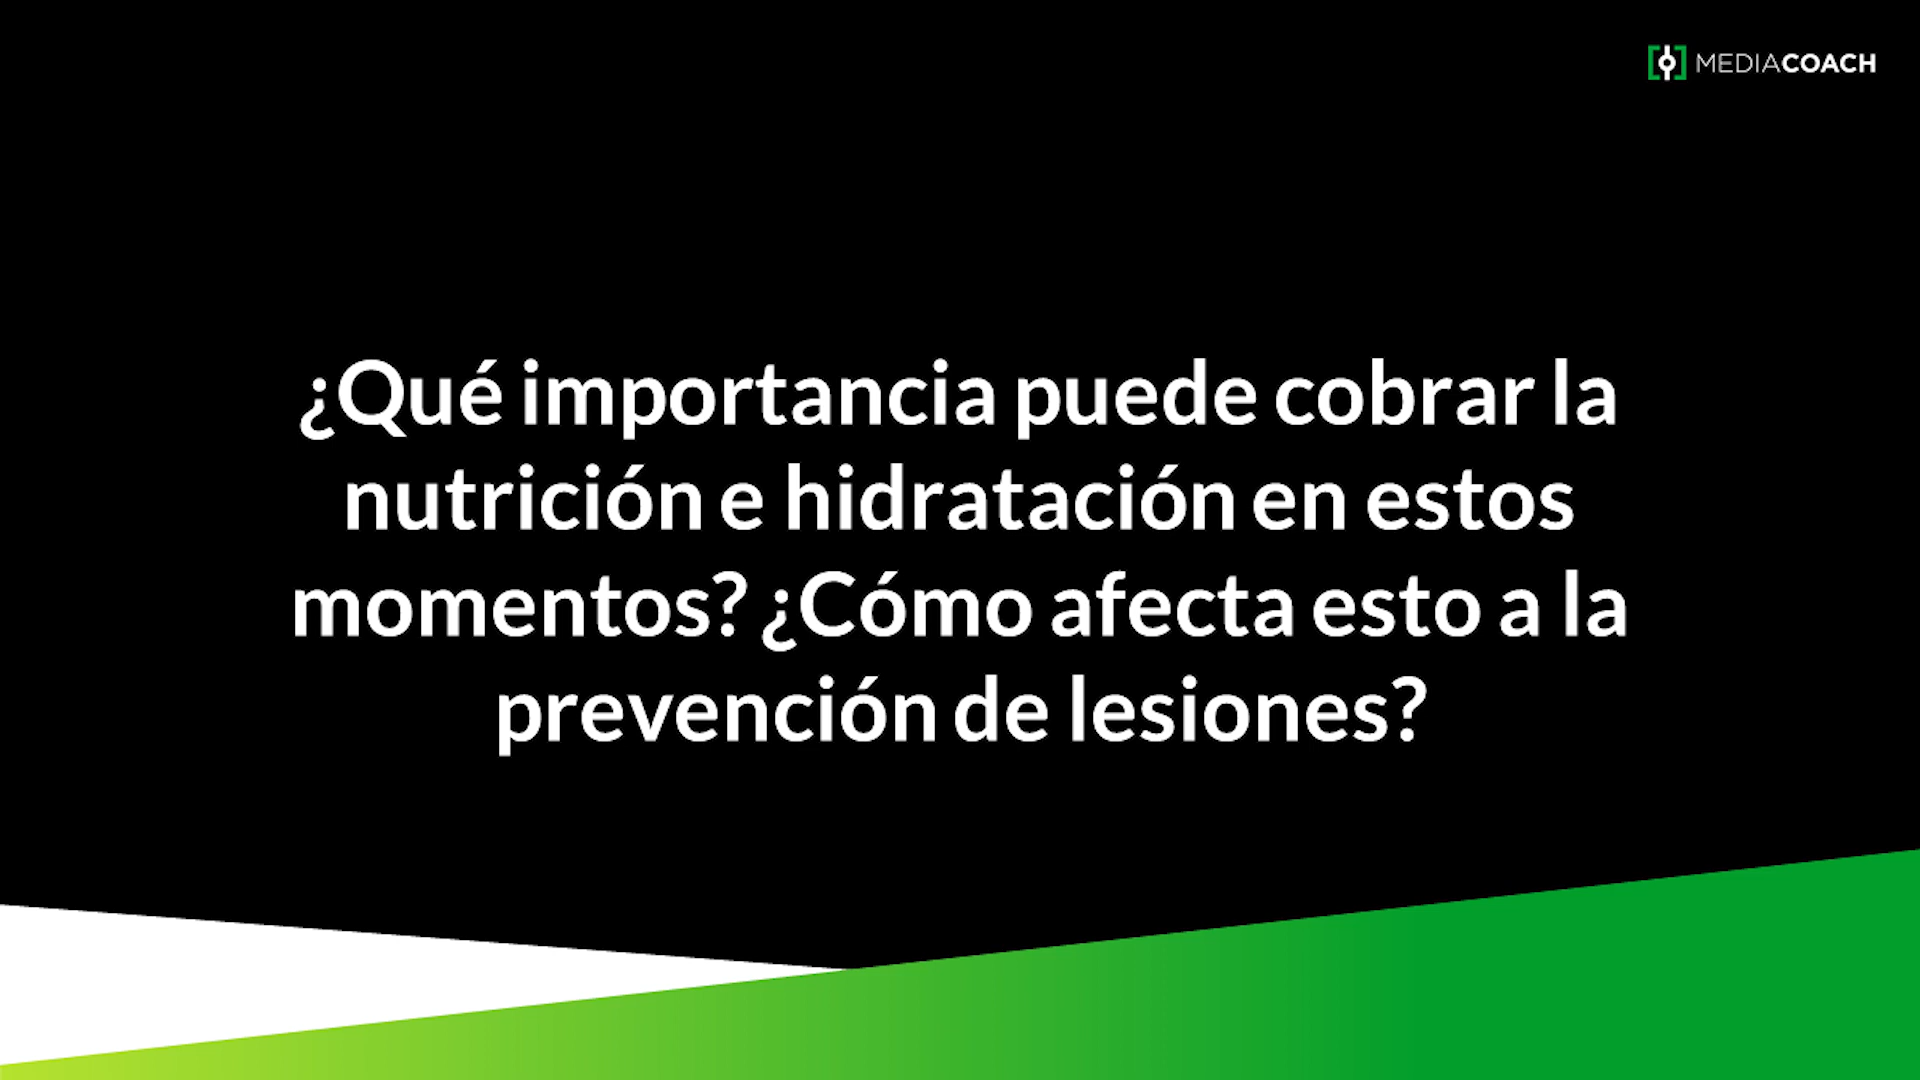 MEDIACOACH
¿Qué importancia puede cobrar la
nutrición e hidratación en estos
momentos? ¿Cómo afecta esto a la
prevención de lesiones?